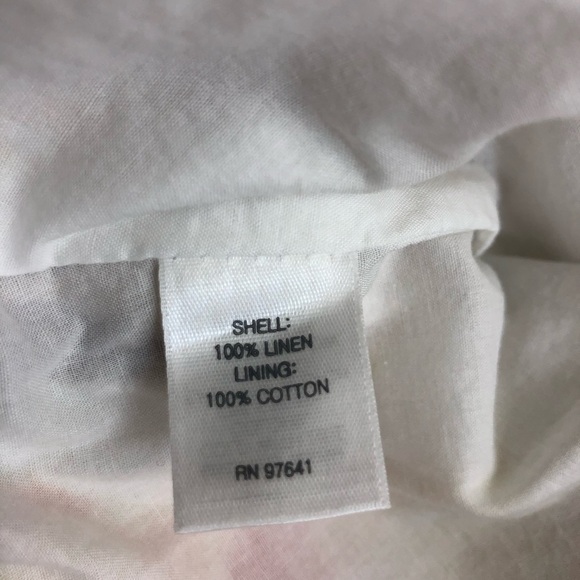 SHELL:
100% LINEN
LINING:
100% COTTON
RN 97641